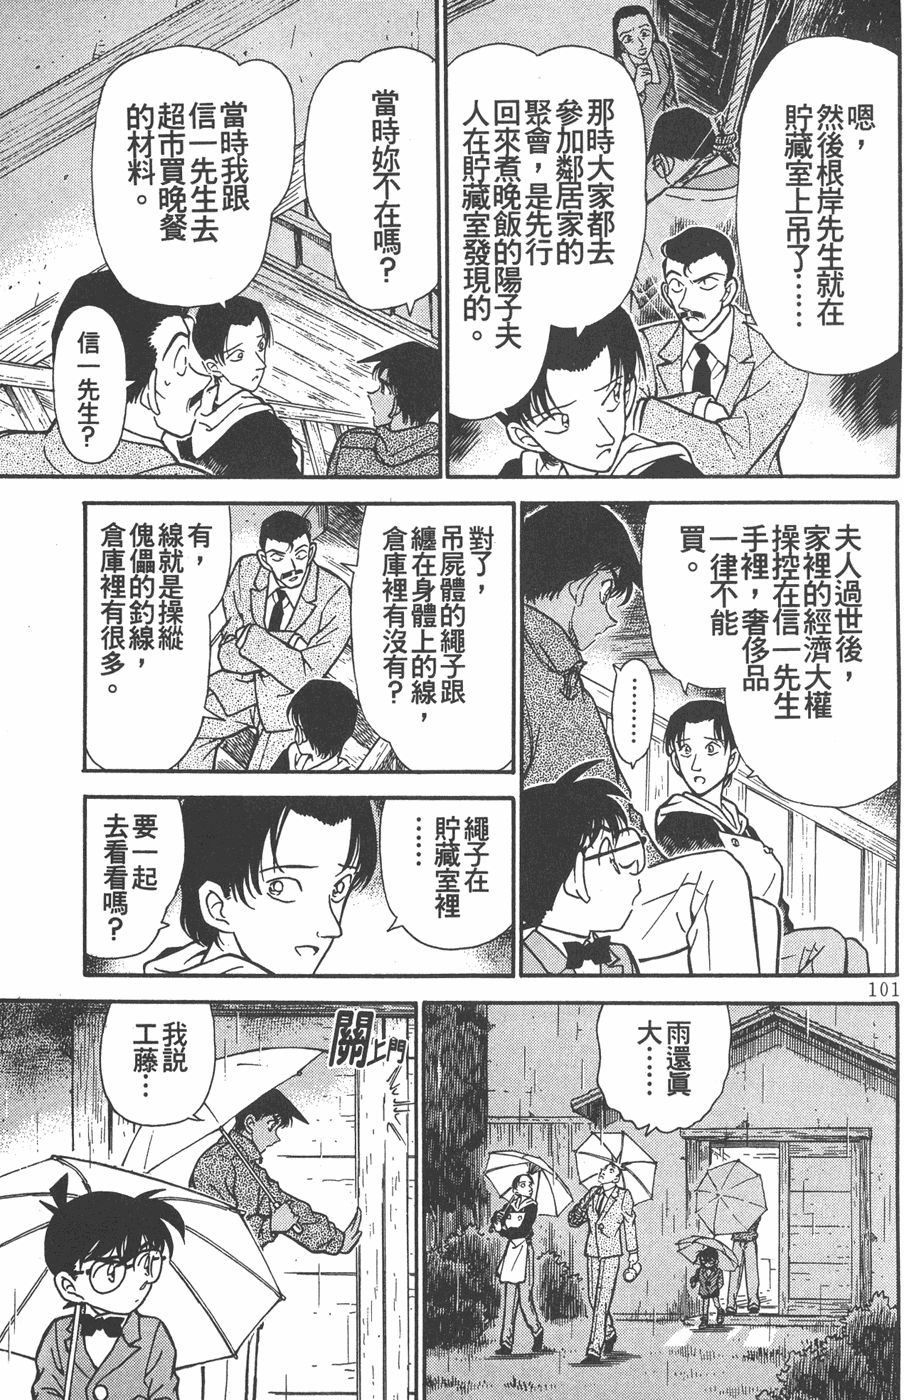 嗯，
然後根岸先生就在
貯藏室上吊了……
那時大家都去
參加鄰居家的
聚會，是先行
回來煮晚飯的陽子夫
人在貯藏室發現的。
當時妳不在嗎？
當時我跟
信一先生去
超市買晚餐
的材料。
信一先生？
夫人過世後，
家裡的經濟大權
操控在信一先生
手裡，奢侈品
一律不能
買。
………
對了，
吊屍體的繩子跟
纏在身體上的線，
倉庫裡有沒有？
有，
線就是操縱
傀儡的釣線，
倉庫裡有很多。
繩子在
貯藏室裡
……
要一起
去看看嗎？
101
雨還真
大……
關上門
我説
工藤…